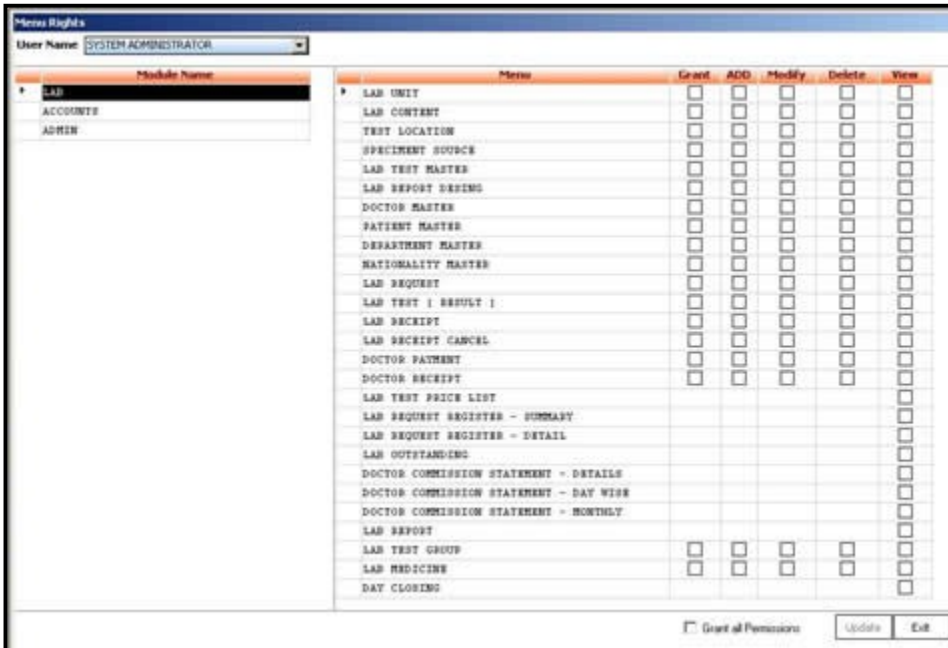 Menu Rights
User Name SYSTEM ADMINISTRATOR
Module Name
LAB
ACCOUNTS
ADMIN
Menu Grant ADD Modify Delete View
LAB UNIT
LAB CONTENT
TEST LOCATION
SPECIMENT SOURCE
LAB TEST MASTER
LAB REPORT DESING
DOCTOR MASTER
PATIENT MASTER
DEPARTMENT MASTER
NATIONALITY MASTER
LAB REQUEST
LAB TEST [ RESULT ]
LAB RECEIPT
LAB RECEIPT CANCEL
DOCTOR PAYMENT
DOCTOR RECEIPT
LAB TEST PRICE LIST
LAB REQUEST REGISTER - SUMMARY
LAB REQUEST REGISTER - DETAIL
LAB OUTSTANDING
DOCTOR COMMISSION STATEMENT - DETAILS
DOCTOR COMMISSION STATEMENT - DAY WISE
DOCTOR COMMISSION STATEMENT - MONTHLY
LAB REPORT
LAB TEST GROUP
LAB MEDICINE
DAY CLOSING
Grant all Permissions Update Exit